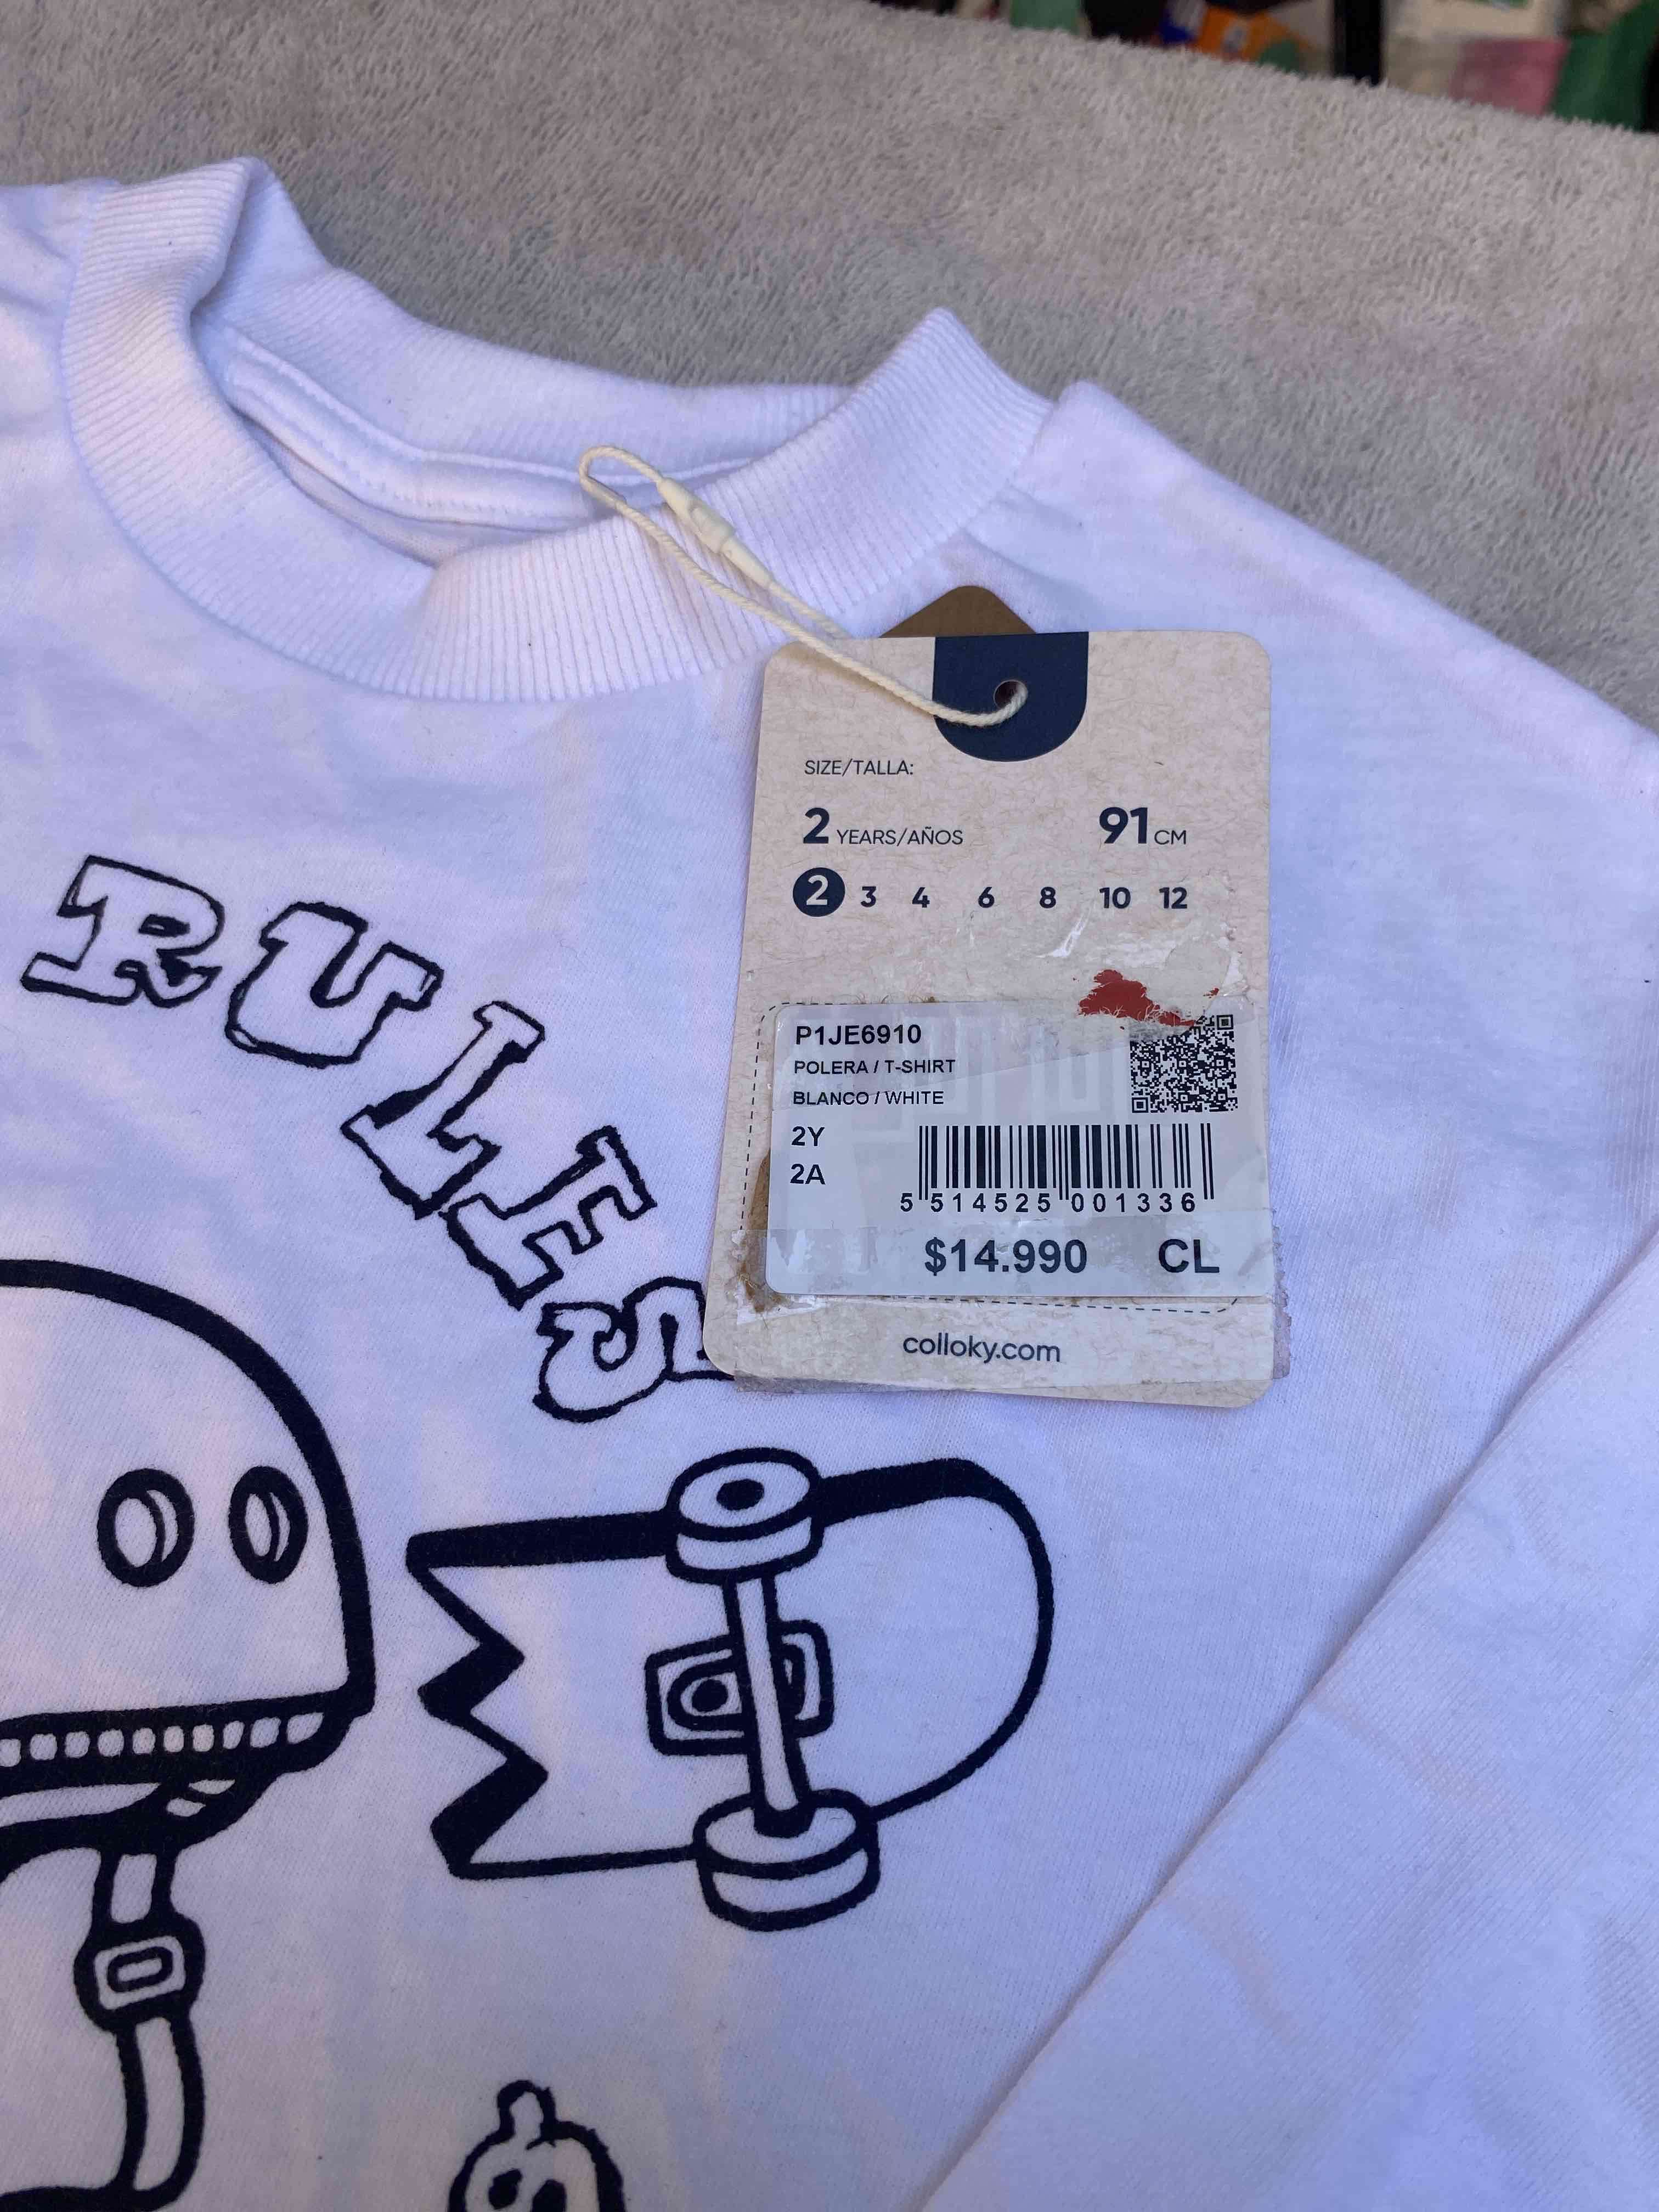 RULES
SIZE/TALLA:
2 YEARS/AÑOS 91 CM
2 3 4 6 8 10 12
P1JE6910
POLERA / T-SHIRT
BLANCO / WHITE
2Y
2A
5 514525 001336
$14.990 CL
colloky.com